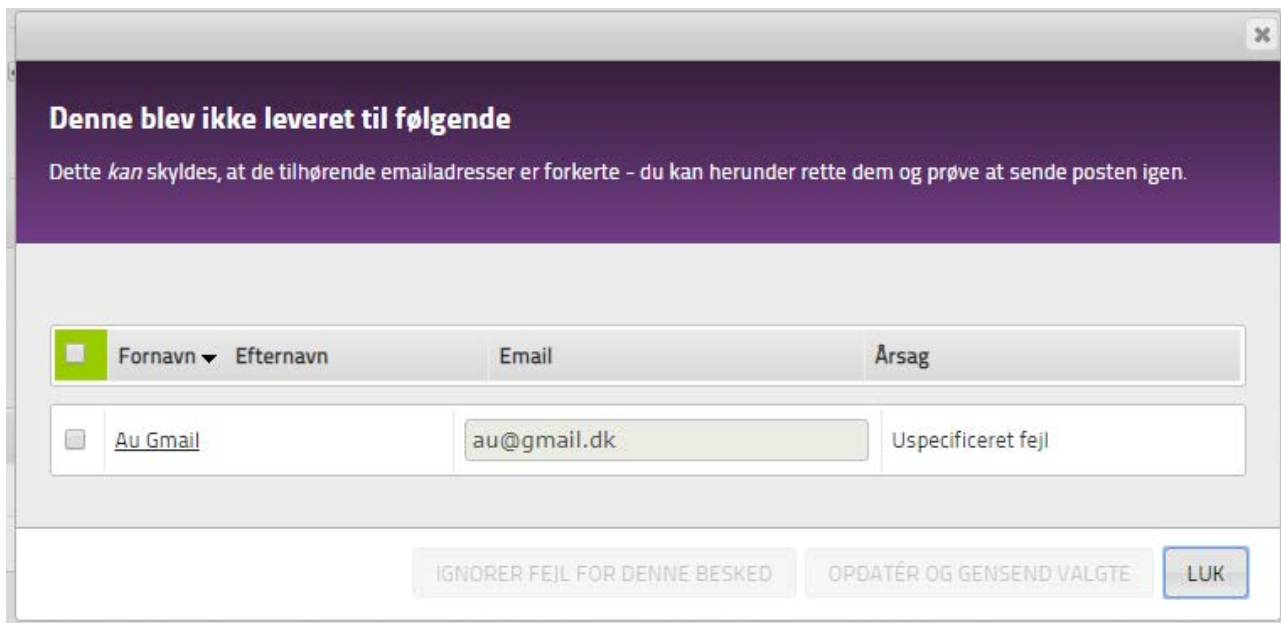 Denne blev ikke leveret til følgende
Dette kan skyldes, at de tilhørende emailadresser er forkerte - du kan herunder rette dem og prøve at sende posten igen.
Fornavn Efternavn Email Årsag
Au Gmail au@gmail.dk Uspecificeret fejl
IGNORER FEJL FOR DENNE BESKED OPDATÉR OG GENSEND VALGTE LUK